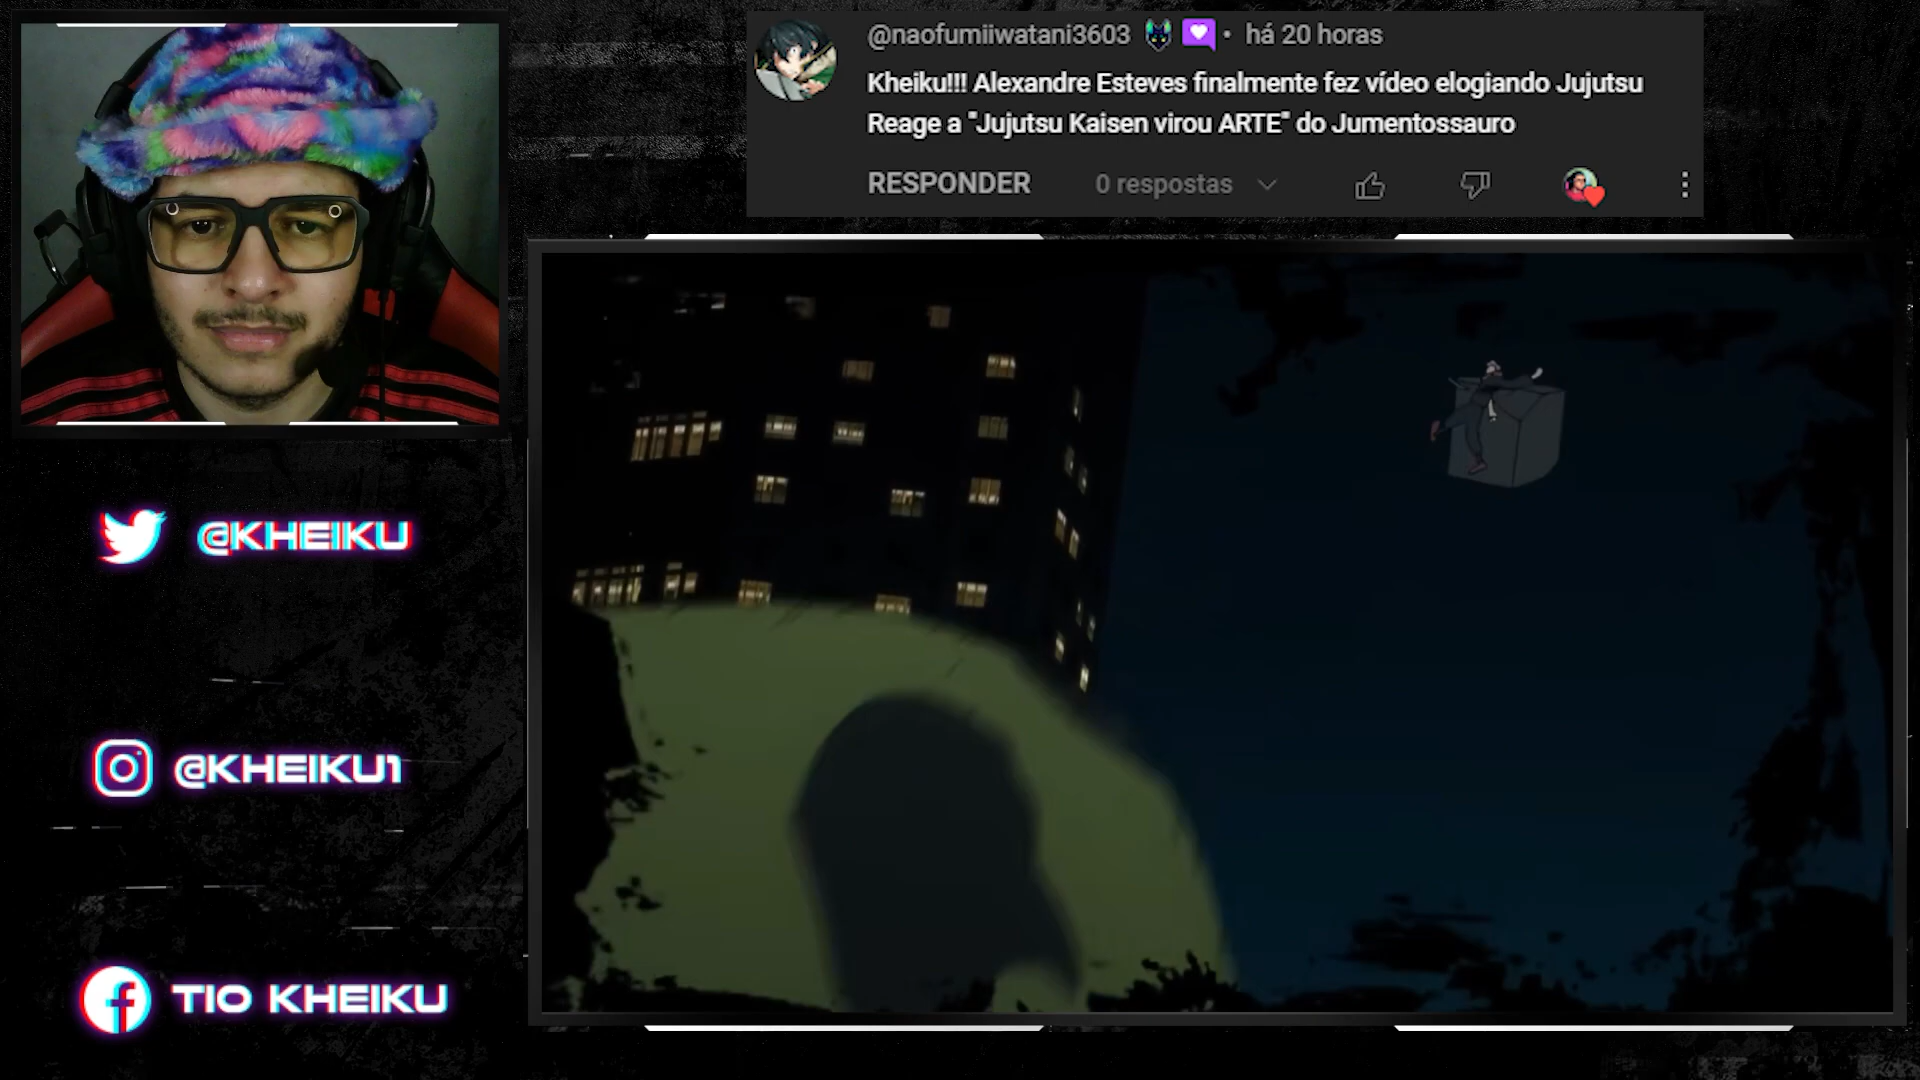 @naofumiiwatani3603 • há 20 horas
Kheiku!!! Alexandre Esteves finalmente fez vídeo elogiando Jujutsu
Reage a "Jujutsu Kaisen virou ARTE" do Jumentossauro
RESPONDER 0 respostas
@KHEIKU
@KHEIKU1
TIO KHEIKU